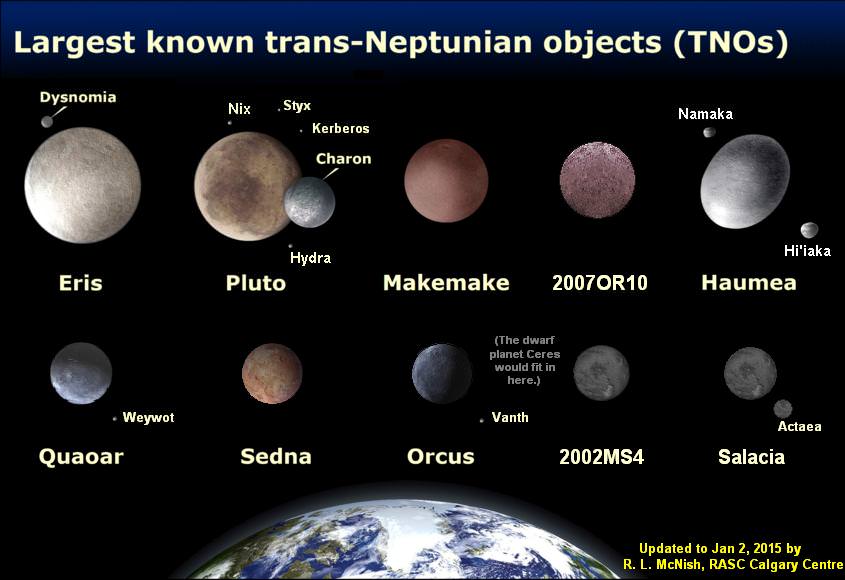 Largest known trans-Neptunian objects (TNOs)
Dysnomia
Nix
Styx
Kerberos
Charon
Hydra
Namaka
Hi'iaka
Eris
Pluto
Makemake
2007OR10
Haumea
(The dwarf
planet Ceres
would fit in
here.)
Weywot
Vanth
Actaea
Quaoar
Sedna
Orcus
2002MS4
Salacia
Updated to Jan 2, 2015 by
R. L. McNish, RASC Calgary Centre